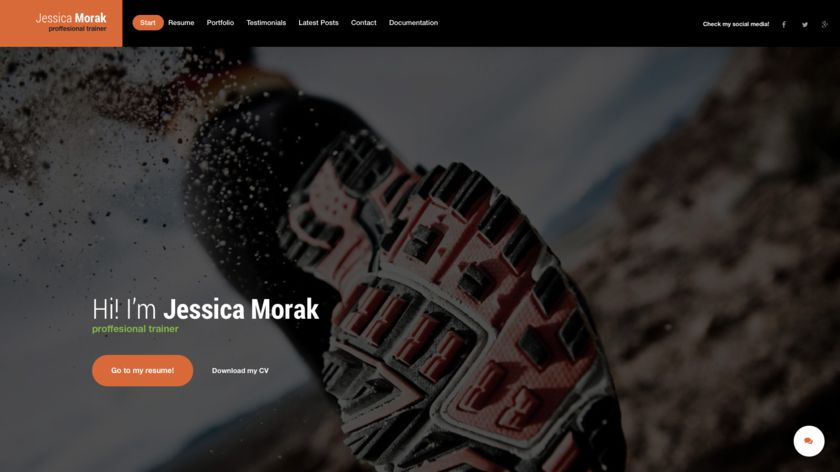 Jessica Morak
proffesional trainer
Start Resume Portfolio Testimonials Latest Posts Contact Documentation
Check my social media!
Hi! I'm Jessica Morak
proffesional trainer
Go to my resume! Download my CV